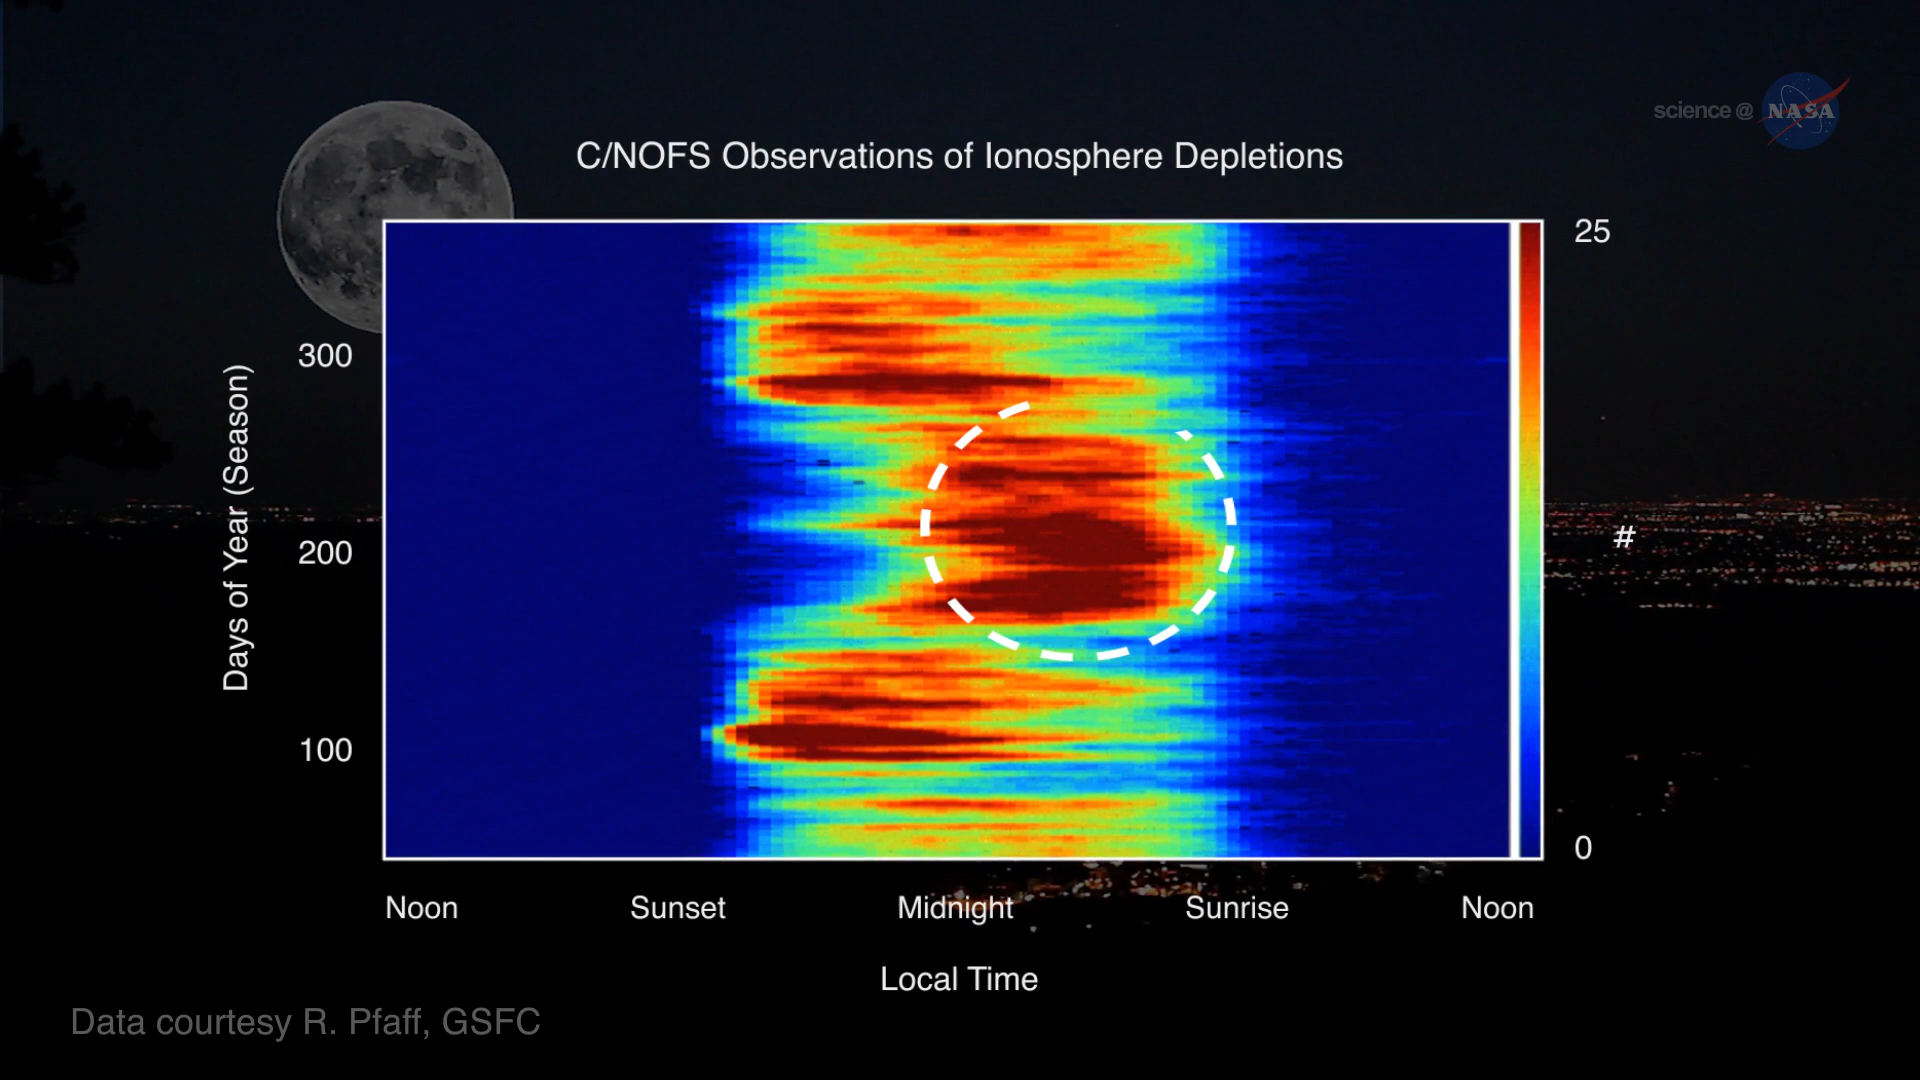 science @ NASA
C/NOFS Observations of Ionosphere Depletions
25
300
Days of Year (Season)
200
#
100
0
Noon Sunset Midnight Sunrise Noon
Local Time
Data courtesy R. Pfaff, GSFC